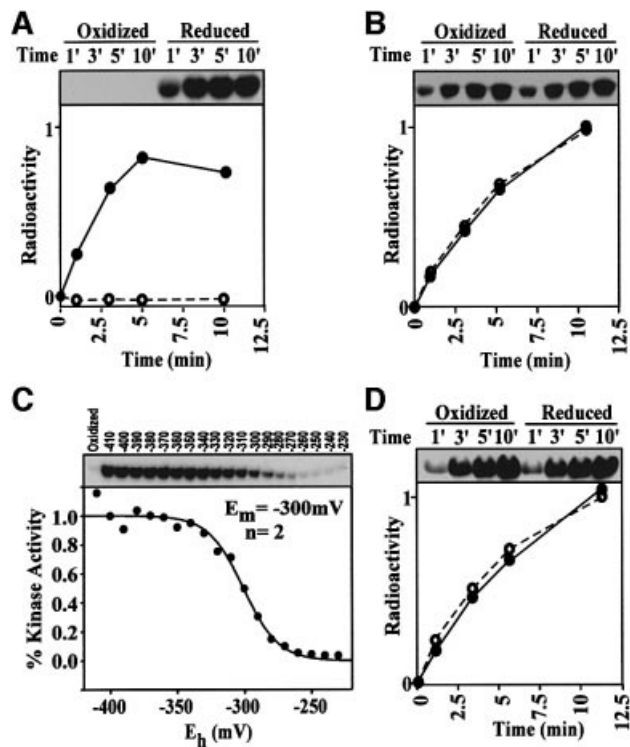 A
Oxidized Reduced
Time 1' 3' 5' 10' 1' 3' 5' 10'
1
Radioactivity
0
0 2.5 5 7.5 10 12.5
Time (min)
B
Oxidized Reduced
Time 1' 3' 5' 10' 1' 3' 5' 10'
1
Radioactivity
0
0 2.5 5 7.5 10 12.5
Time (min)
C
Oxidized -410 -400 -390 -380 -370 -360 -350 -340 -330 -320 -310 -300 -290 -280 -270 -260 -250 -240 -230
Em = -300mV
n= 2
1.0
0.8
0.6
0.4
0.2
0.0
% Kinase Activity
-400 -350 -300 -250
Eh (mV)
D
Oxidized Reduced
Time 1' 3' 5' 10' 1' 3' 5' 10'
1
Radioactivity
0
0 2.5 5 7.5 10 12.5
Time (min)